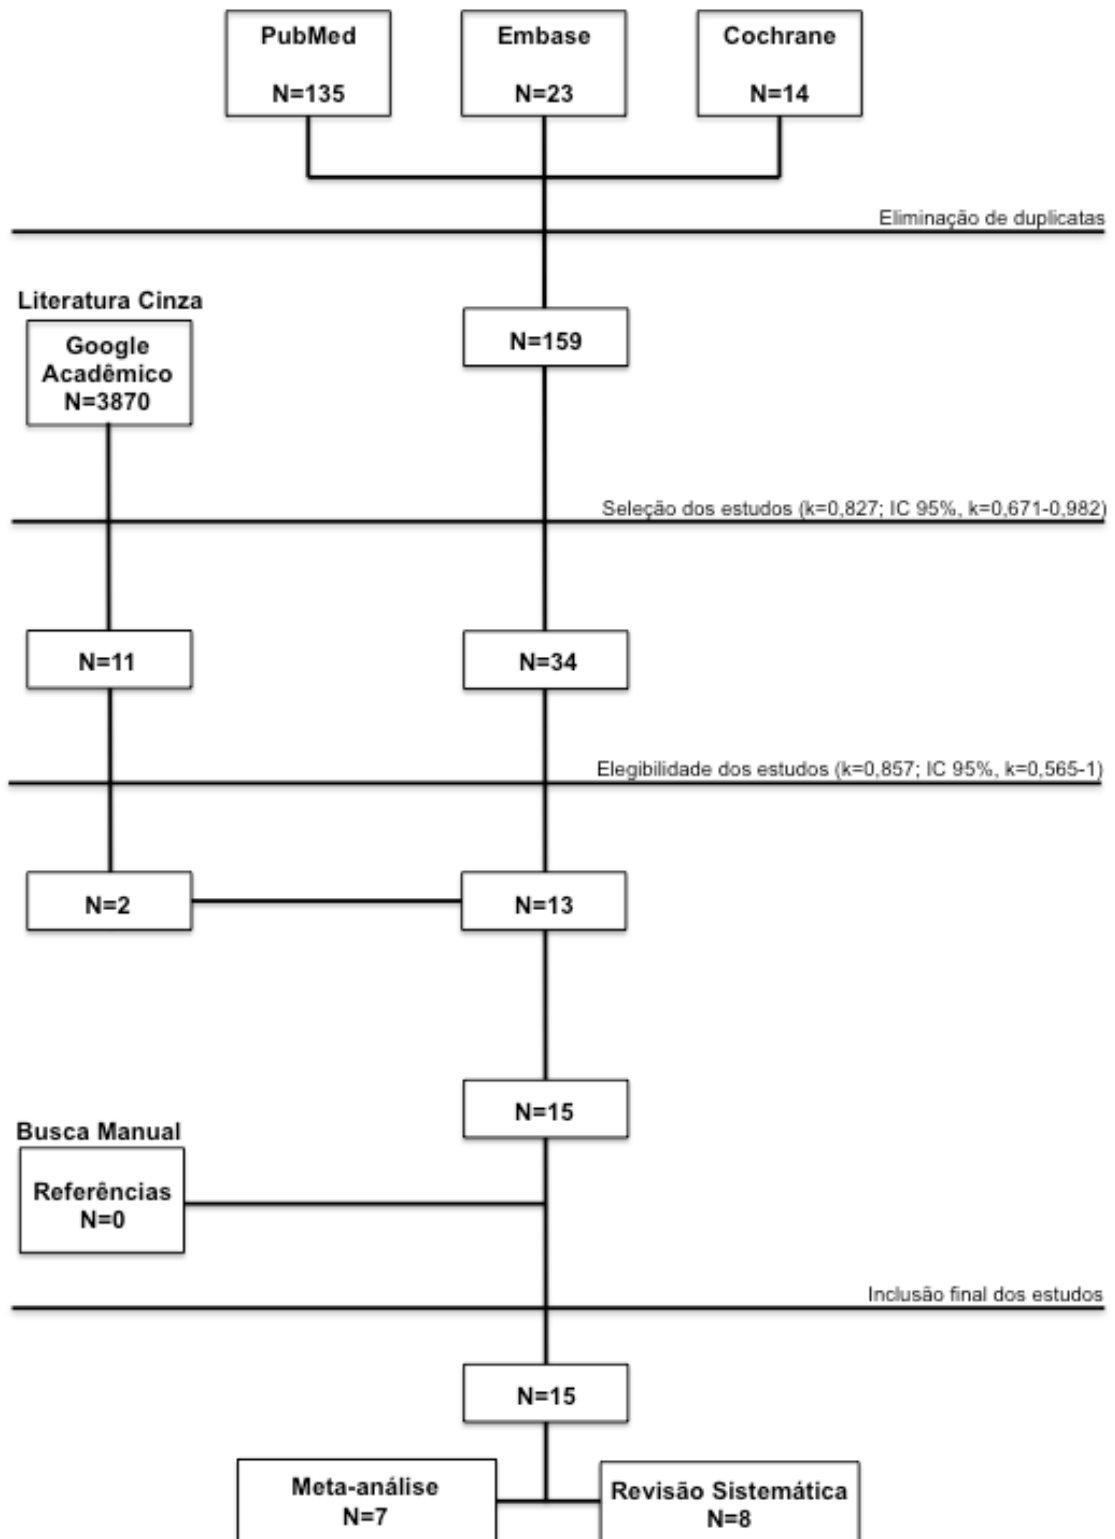 PubMed
N=135
Embase
N=23
Cochrane
N=14
Eliminação de duplicatas
Literatura Cinza
Google
Acadêmico
N=3870
N=159
Seleção dos estudos (k=0,827; IC 95%, k=0,671-0,982)
N=11
N=34
Elegibilidade dos estudos (k=0,857; IC 95%, k=0,565-1)
N=2
N=13
N=15
Busca Manual
Referências
N=0
Inclusão final dos estudos
N=15
Meta-análise
N=7
Revisão Sistemática
N=8